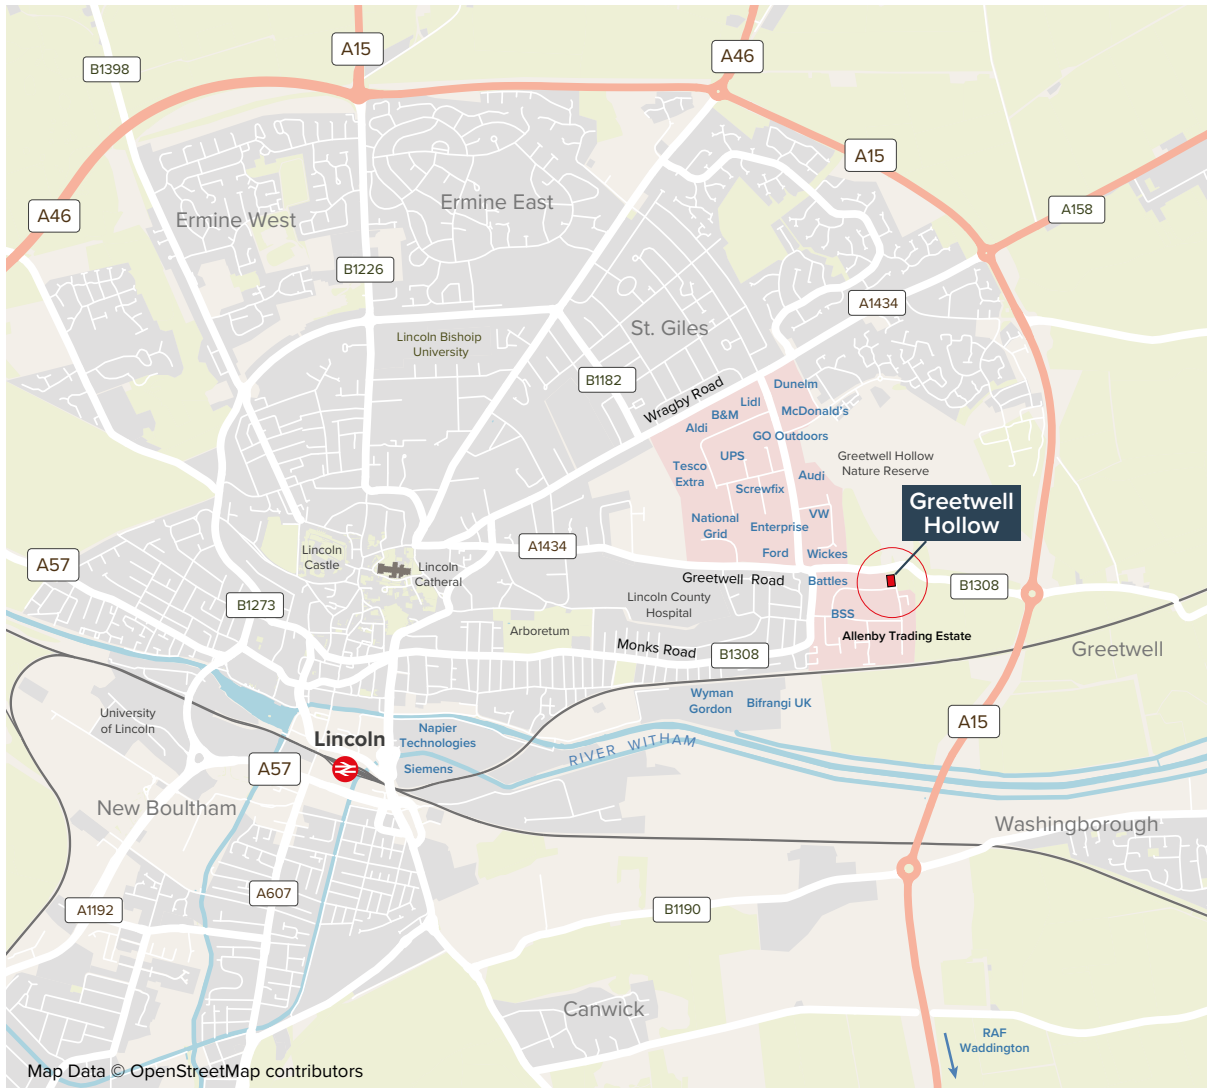 A15
A46
B1398
A15
A158
A46
Ermine West
Ermine East
B1226
A1434
St. Giles
Lincoln Bishoip
University
B1182
Wragby Road
Dunelm
Lidl
McDonald's
B&M
Aldi
GO Outdoors
UPS
Greetwell Hollow
Nature Reserve
Tesco
Extra
Audi
Screwfix
Greetwell
Hollow
National
Grid
VW
Enterprise
Ford
Wickes
A1434
Lincoln
Castle
Lincoln
Catheral
A57
Greetwell Road
Battles
B1308
Lincoln County
Hospital
B1273
BSS
Arboretum
Allenby Trading Estate
Monks Road
B1308
Greetwell
Wyman
Gordon
Bifrangi UK
University
of Lincoln
A15
Napier
Technologies
Lincoln
RIVER WITHAM
Siemens
A57
New Boultham
Washingborough
A607
A1192
B1190
Canwick
RAF
Waddington
Map Data © OpenStreetMap contributors